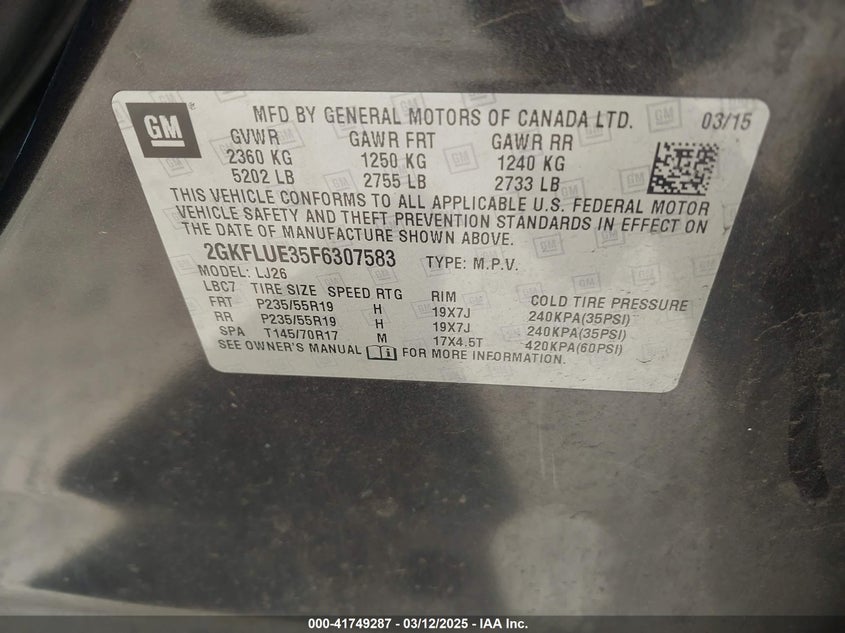 GM
MFD BY GENERAL MOTORS OF CANADA LTD. 03/15
GVWR GAWR FRT GAWR RR
2360 KG 1250 KG 1240 KG
5202 LB 2755 LB 2733 LB
THIS VEHICLE CONFORMS TO ALL APPLICABLE U.S. FEDERAL MOTOR
VEHICLE SAFETY AND THEFT PREVENTION STANDARDS IN EFFECT ON
THE DATE OF MANUFACTURE SHOWN ABOVE.
2GKFLUE35F6307583 TYPE: M.P.V.
MODEL: LJ26
LBC7 TIRE SIZE SPEED RTG RIM COLD TIRE PRESSURE
FRT P235/55R19 H 19X7J 240KPA(35PSI)
RR P235/55R19 H 19X7J 240KPA(35PSI)
SPA T145/70R17 M 17X4.5T 420KPA(60PSI)
SEE OWNER'S MANUAL FOR MORE INFORMATION.
000-41749287 - 03/12/2025 - IAA Inc.